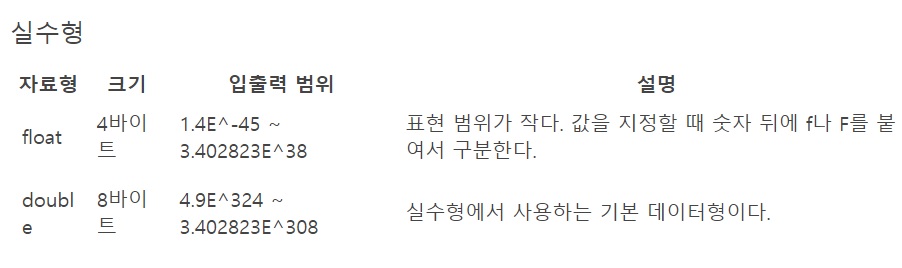 실수형
자료형 크기 입출력 범위 설명
float 4바이트 1.4E^-45 ~ 3.402823E^38 표현 범위가 작다. 값을 지정할 때 숫자 뒤에 f나 F를 붙여서 구분한다.
double 8바이트 4.9E^324 ~ 3.402823E^308 실수형에서 사용하는 기본 데이터형이다.